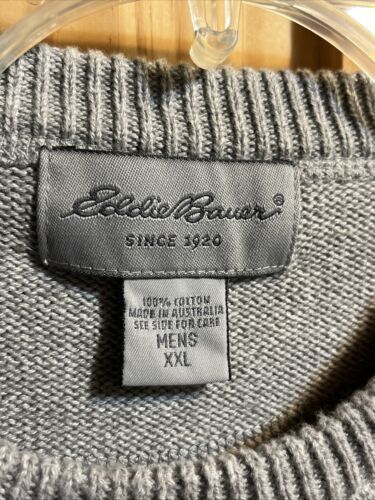 Eddie Bauer®
SINCE 1920
100% COTTON
MADE IN AUSTRALIA
SEE SIDE FOR CARE
MENS
XXL